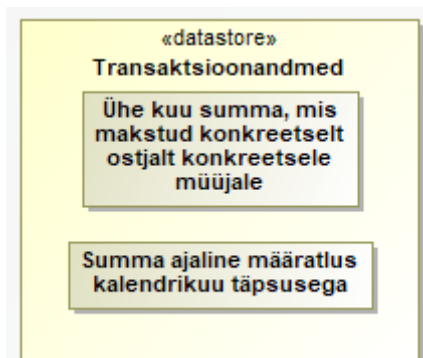 «datastore»
Transaktsioonandmed
Ühe kuu summa, mis
makstud konkreetselt
ostjalt konkreetsele
müüjale
Summa ajaline määratlus
kalendrikuu täpsusega